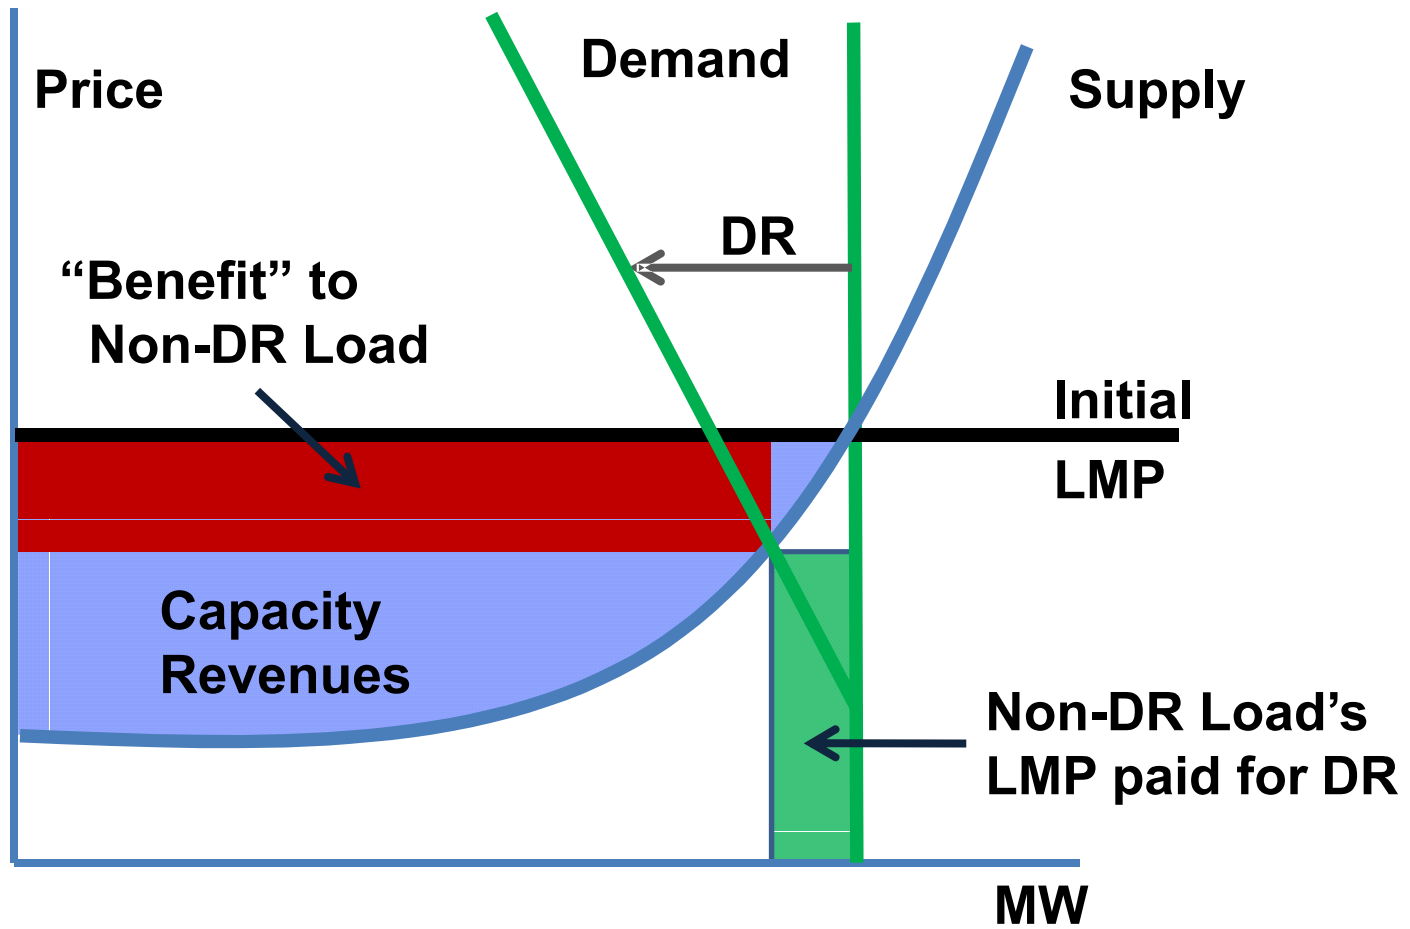 Demand
Price
Supply
DR
“Benefit” to
Non-DR Load
Initial
LMP
Capacity
Revenues
Non-DR Load’s
LMP paid for DR
MW